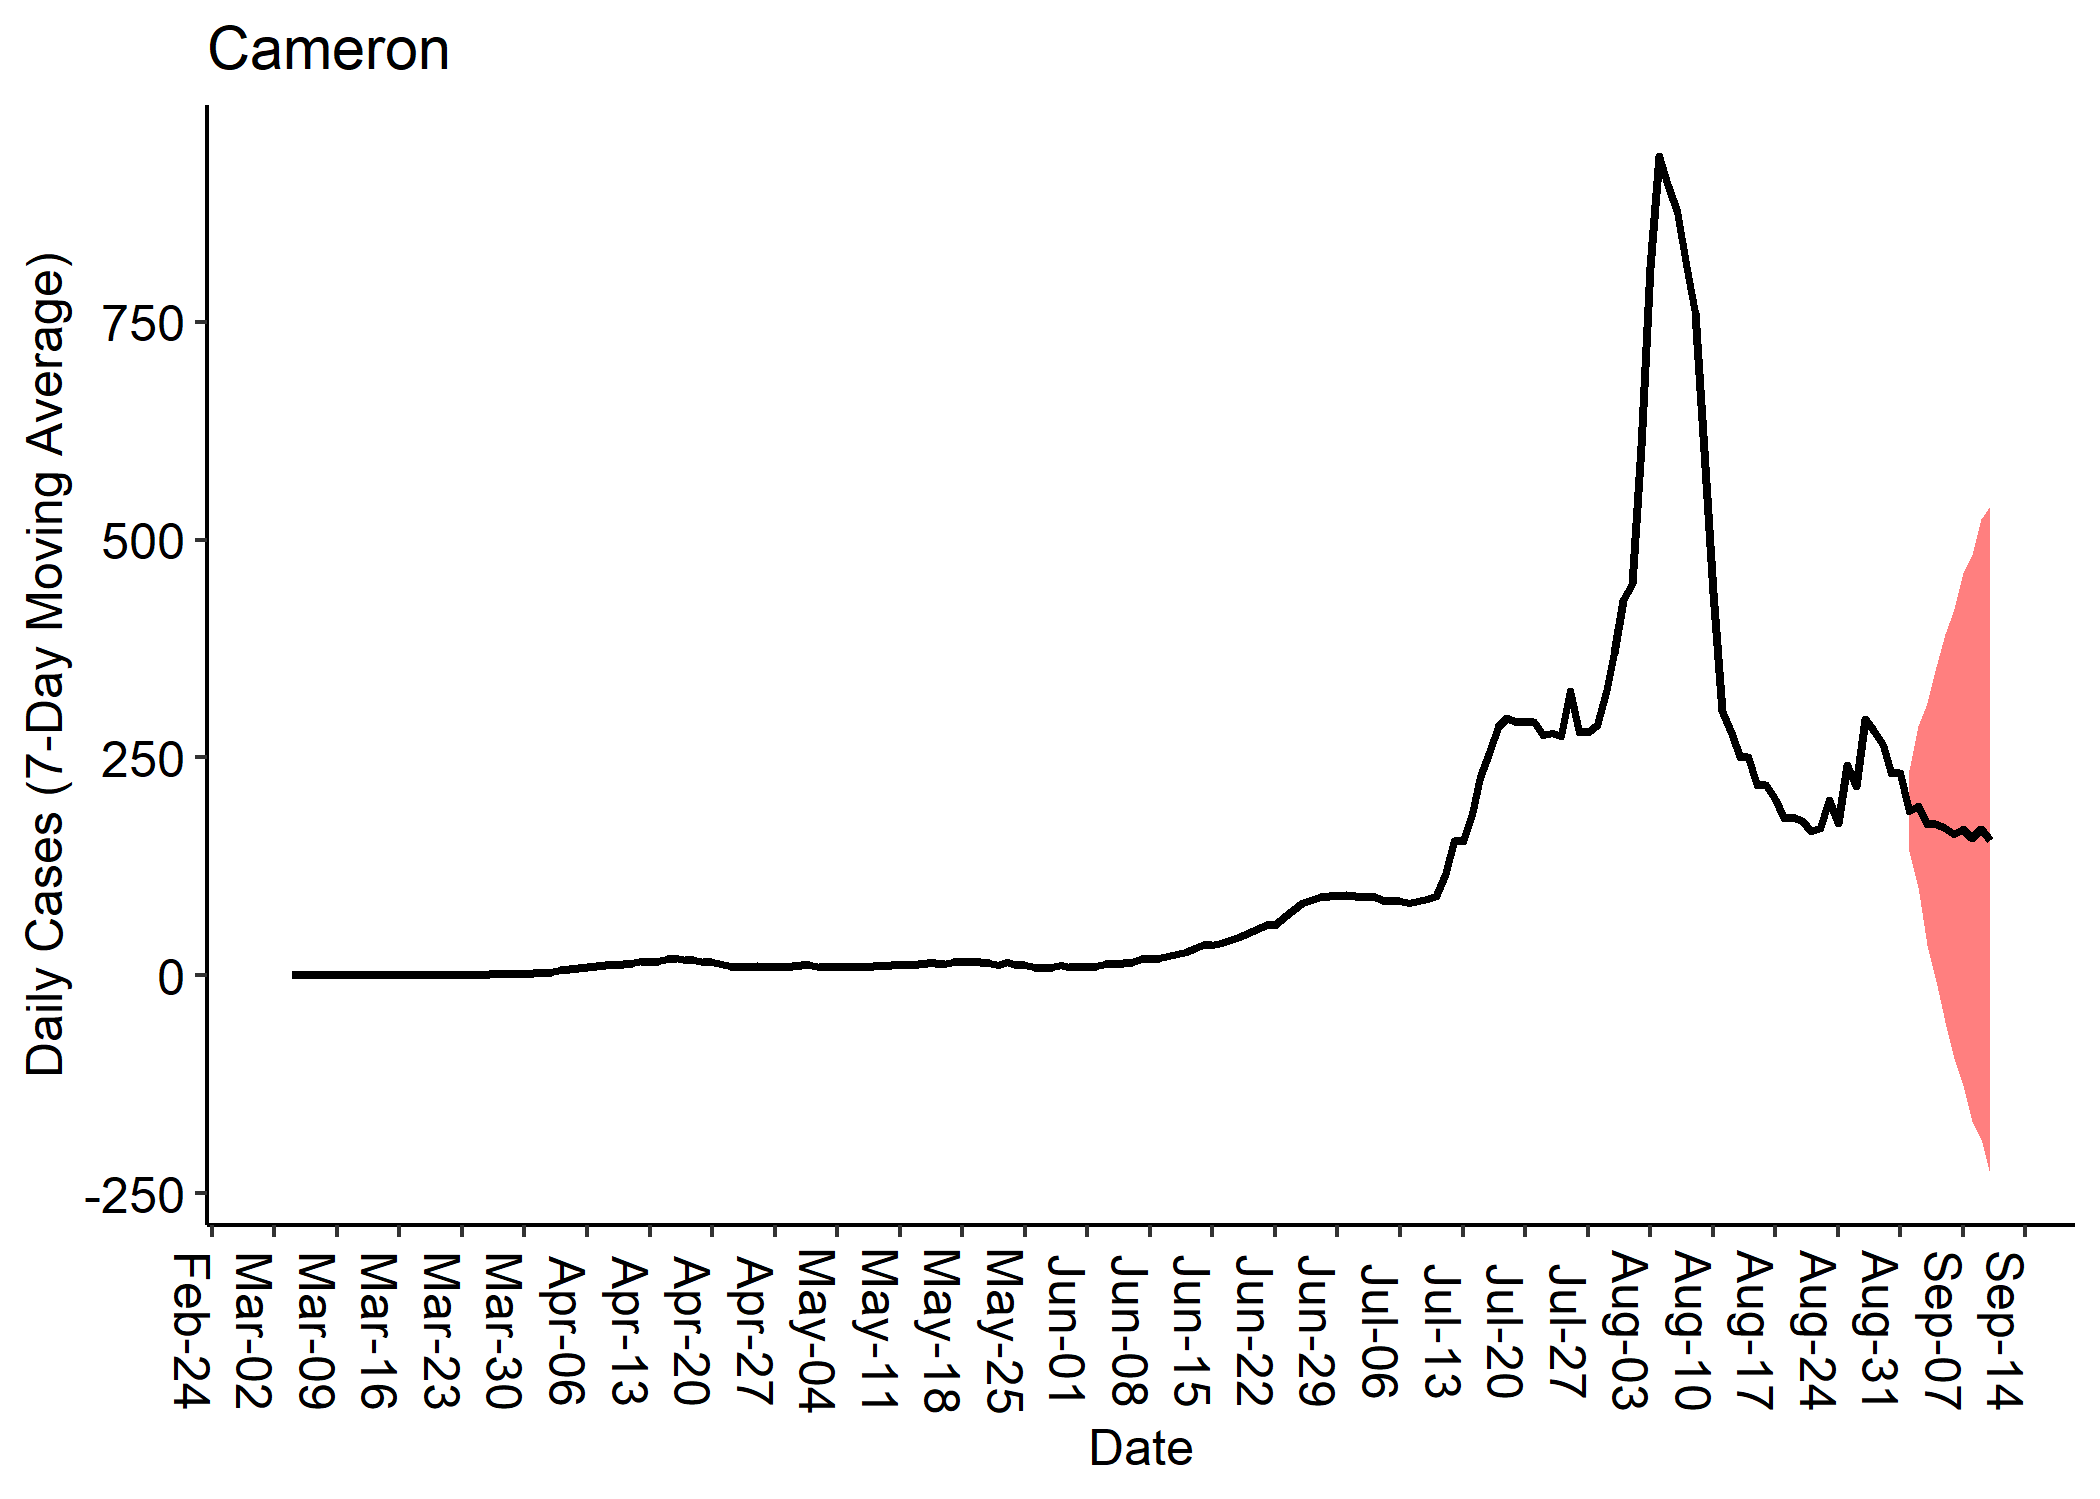 Cameron
Daily Cases (7-Day Moving Average)
750
500
250
0
-250
Feb-24
Mar-02
Mar-09
Mar-16
Mar-23
Mar-30
Apr-06
Apr-13
Apr-20
Apr-27
May-04
May-11
May-18
May-25
Jun-01
Jun-08
Jun-15
Jun-22
Jun-29
Jul-06
Jul-13
Jul-20
Jul-27
Aug-03
Aug-10
Aug-17
Aug-24
Aug-31
Sep-07
Sep-14
Date